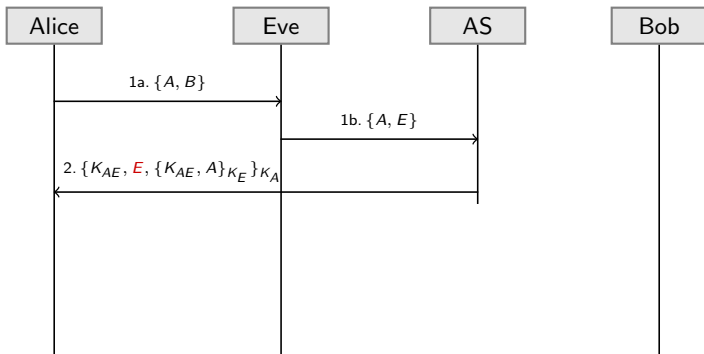 Alice Eve AS Bob
1a. {A, B}
1b. {A, E}
2. {K_AE, E, {K_AE, A}_K_E}_K_A